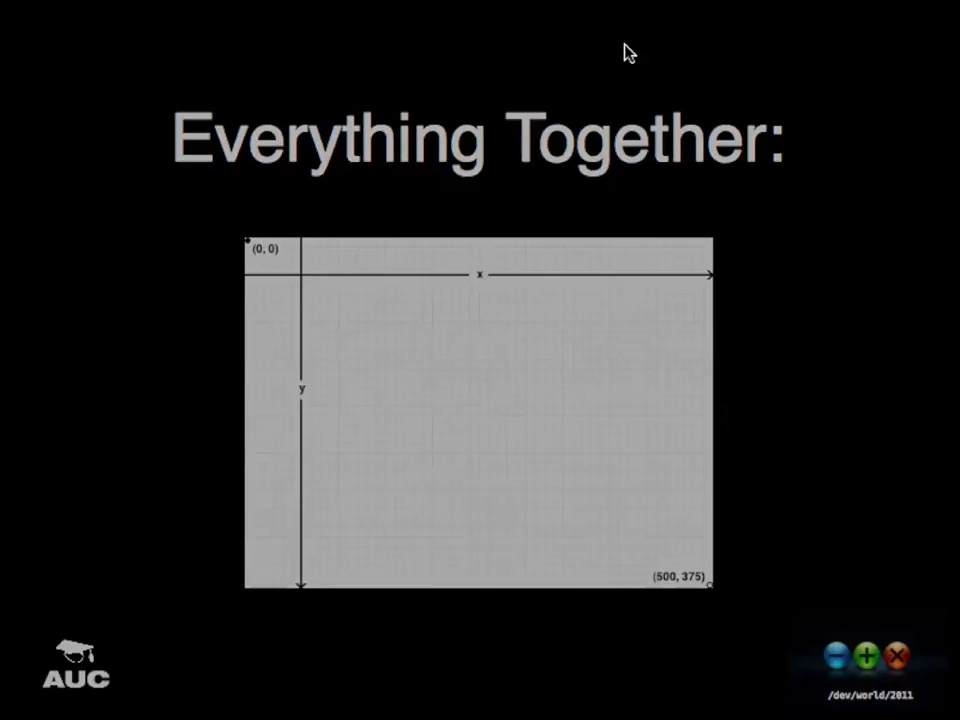 Everything Together:
(0, 0)
x
y
(500, 375)
AUC
/dev/world/2011